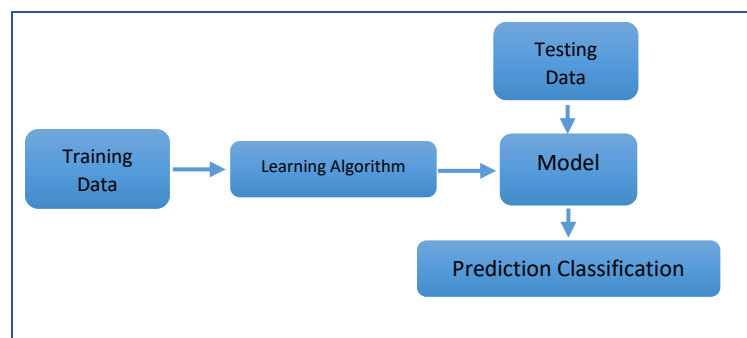 Testing
Data
Training
Data
Learning Algorithm
Model
Prediction Classification